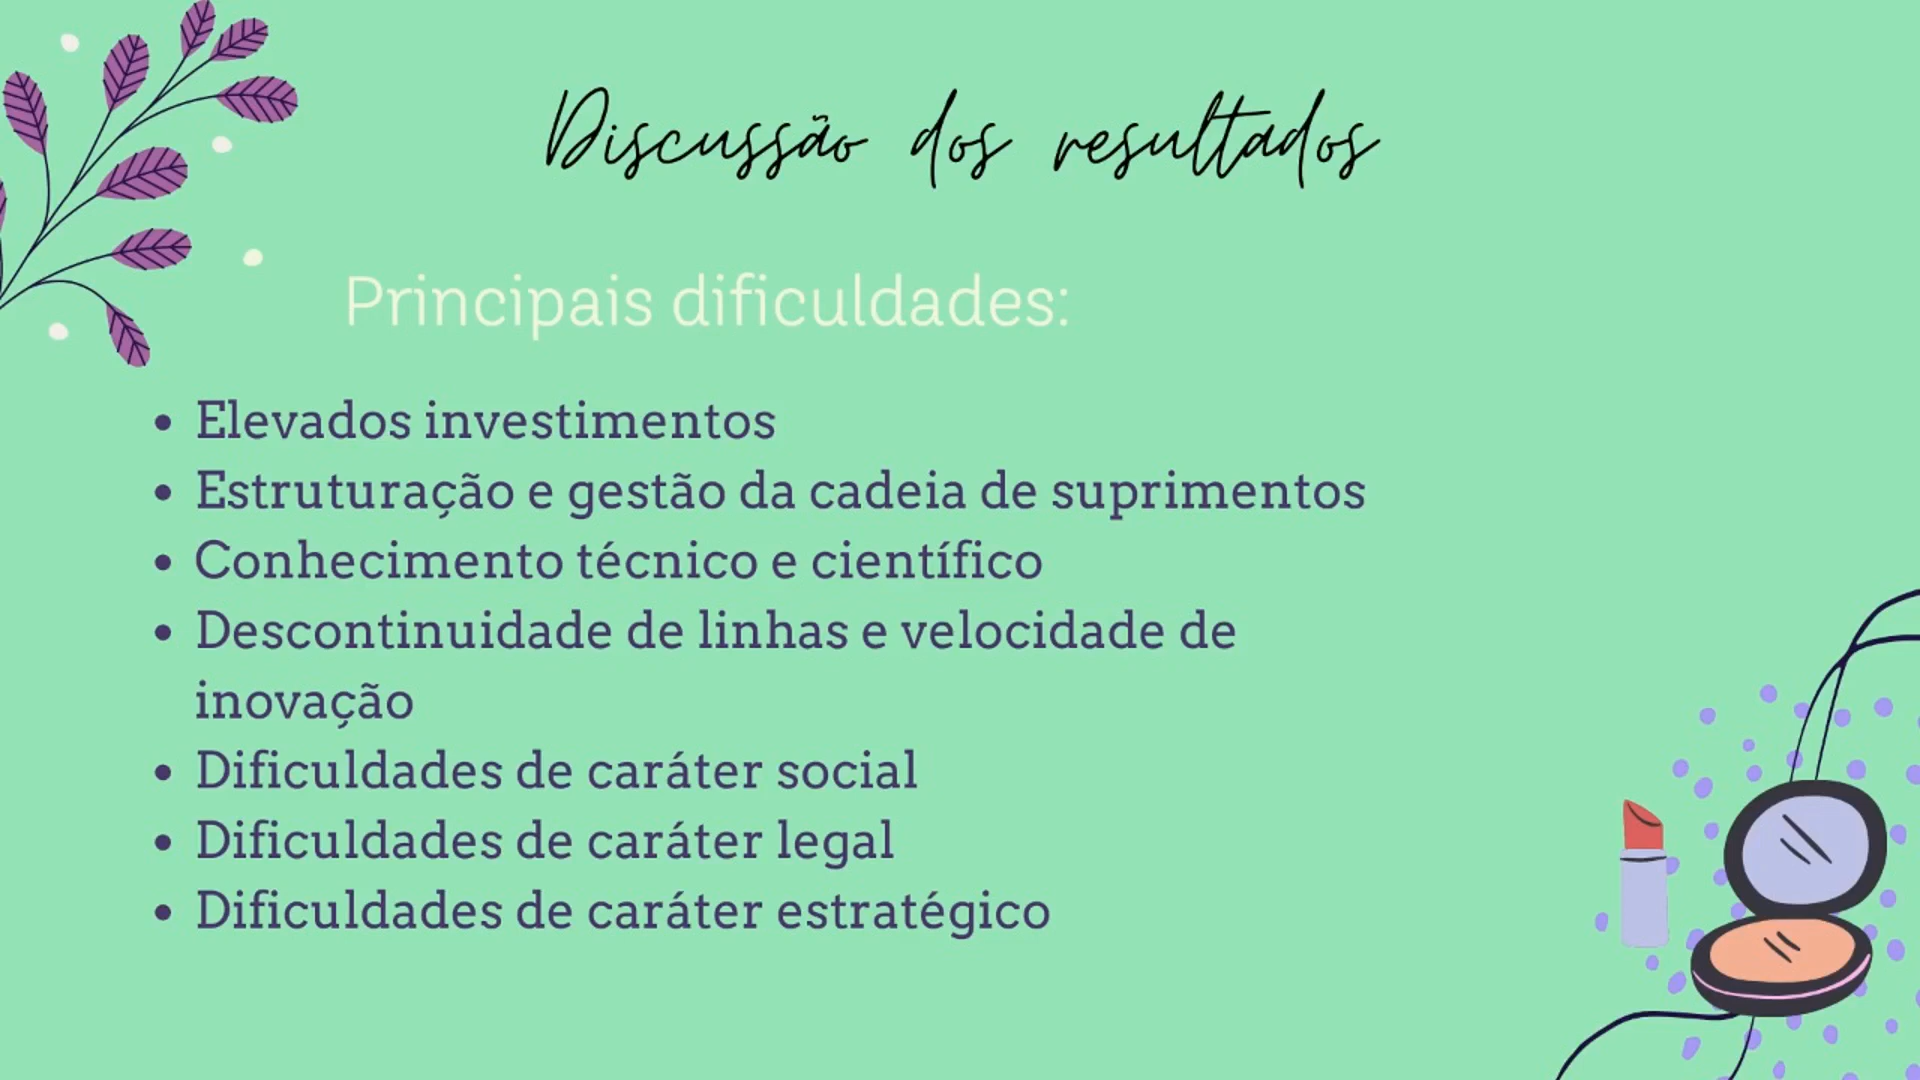 Discussão dos resultados
Principais dificuldades:
• Elevados investimentos
• Estruturação e gestão da cadeia de suprimentos
• Conhecimento técnico e científico
• Descontinuidade de linhas e velocidade de
inovação
• Dificuldades de caráter social
• Dificuldades de caráter legal
• Dificuldades de caráter estratégico